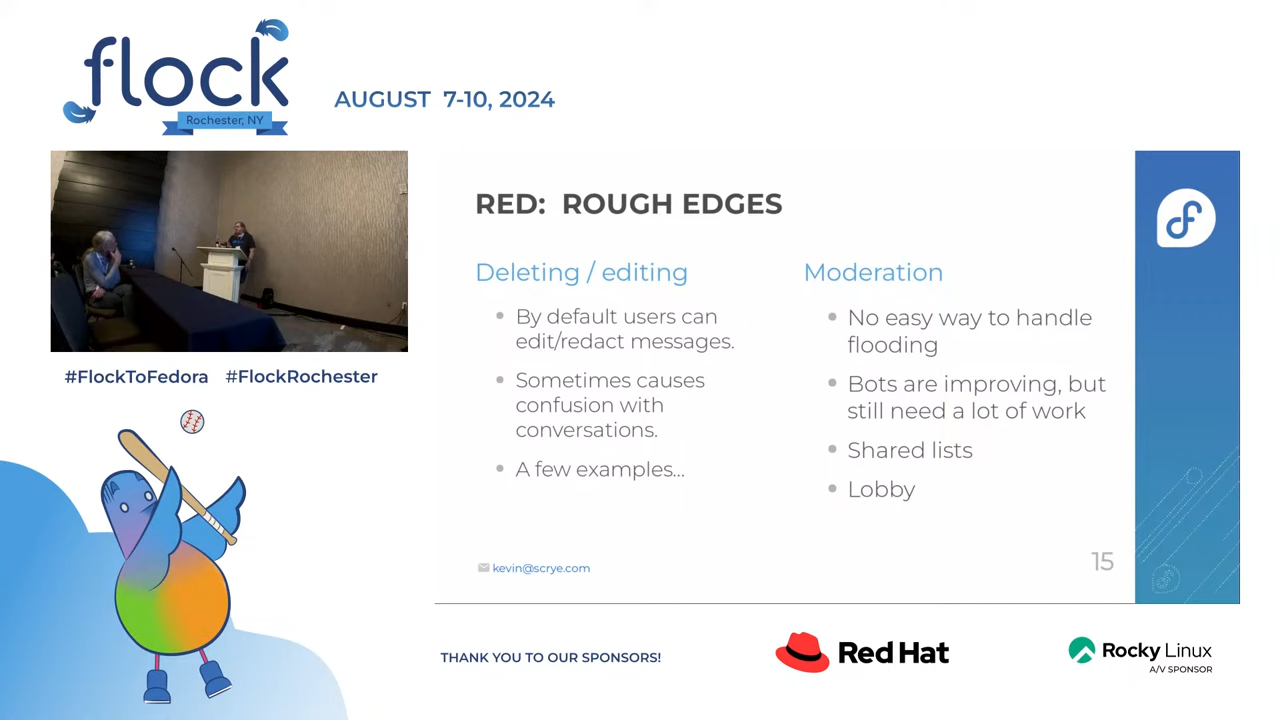 flock
Rochester, NY
AUGUST 7-10, 2024
#FlockToFedora #FlockRochester
RED: ROUGH EDGES
Deleting / editing
By default users can
edit/redact messages.
Sometimes causes
confusion with
conversations.
A few examples...
Moderation
No easy way to handle
flooding
Bots are improving, but
still need a lot of work
Shared lists
Lobby
kevin@scrye.com
15
THANK YOU TO OUR SPONSORS!
Red Hat
Rocky Linux
A/V SPONSOR